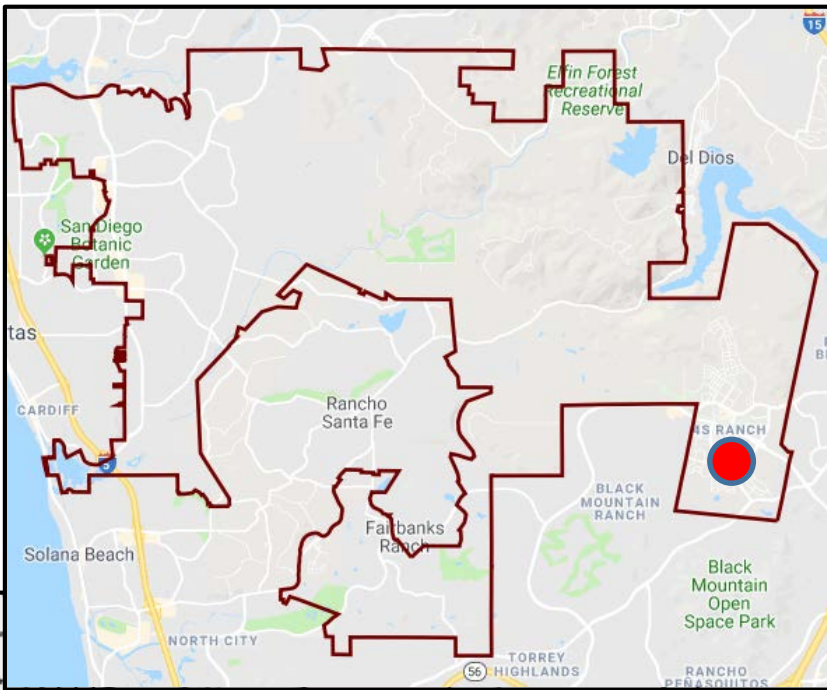 15
Elfin Forest
Recreational
Reserve
Del Dios
San Diego
Botanic
Garden
tas
CARDIFF
Rancho
Santa Fe
4S RANCH
5
BLACK
MOUNTAIN
RANCH
Fairbanks
Ranch
Solana Beach
Black
Mountain
Open
Space Park
NORTH CITY
56
TORREY
HIGHLANDS
RANCHO
PEÑASQUITOS